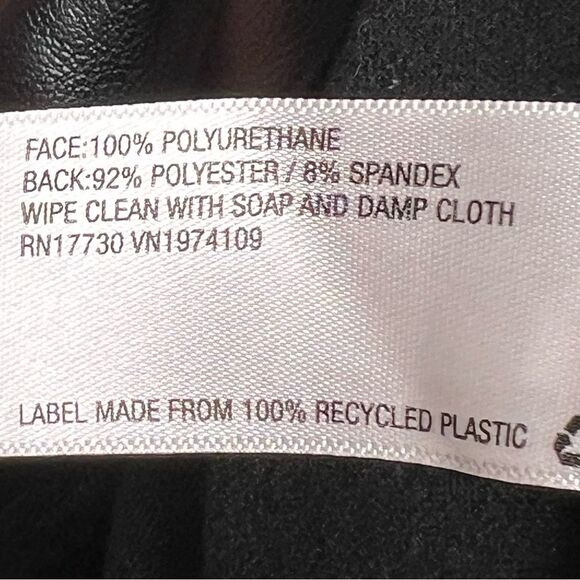 FACE:100% POLYURETHANE
BACK:92% POLYESTER / 8% SPANDEX
WIPE CLEAN WITH SOAP AND DAMP CLOTH
RN17730 VN1974109
LABEL MADE FROM 100% RECYCLED PLASTIC